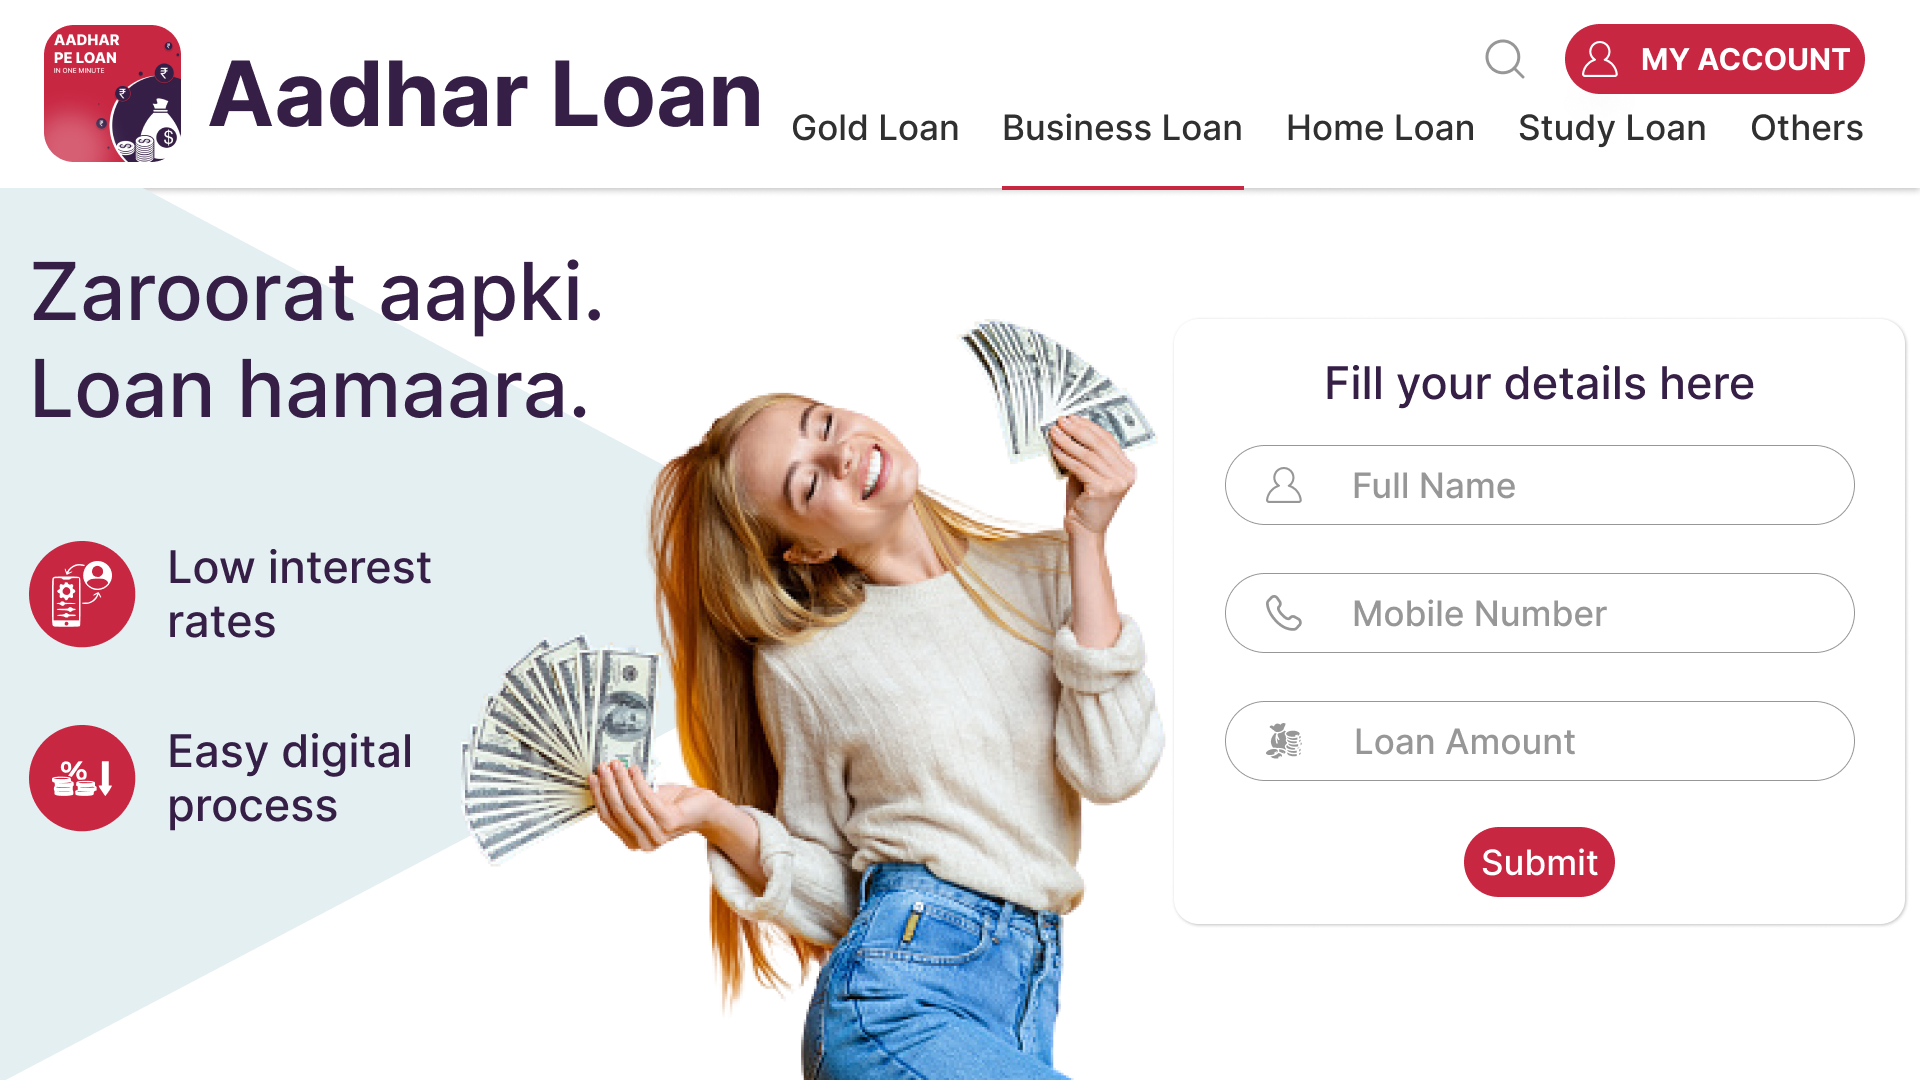 AADHAR
PE LOAN
IN ONE MINUTE
Aadhar Loan
MY ACCOUNT
Gold Loan
Business Loan
Home Loan
Study Loan
Others
Zaroorat aapki.
Loan hamaara.
Low interest
rates
Easy digital
process
Fill your details here
Full Name
Mobile Number
Loan Amount
Submit